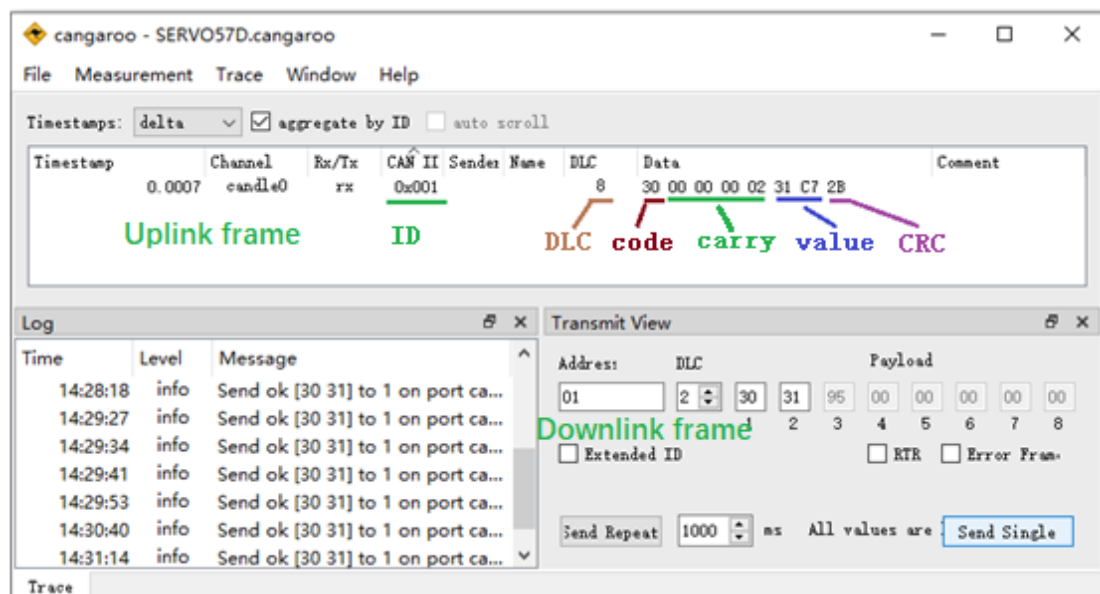 cangaroo - SERVO57D.cangaroo
File Measurement Trace Window Help
Timestamps: delta aggregate by ID auto scroll
Timestamp Channel Rx/Tx CAN II Sender Name DLC Data Comment
0.0007 candle0 rx 0x001 8 30 00 00 00 02 31 C7 2B
Uplink frame ID DLC code carry value CRC
Log
Time Level Message
14:28:18 info Send ok [30 31] to 1 on port ca...
14:29:27 info Send ok [30 31] to 1 on port ca...
14:29:34 info Send ok [30 31] to 1 on port ca...
14:29:41 info Send ok [30 31] to 1 on port ca...
14:29:53 info Send ok [30 31] to 1 on port ca...
14:30:40 info Send ok [30 31] to 1 on port ca...
14:31:14 info Send ok [30 31] to 1 on port ca...
Transmit View
Address: DLC Payload
01 2 30 31 95 00 00 00 00 00
Downlink frame 1 2 3 4 5 6 7 8
Extended ID RTR Error Fram
Send Repeat 1000 ms All values are Send Single
Trace